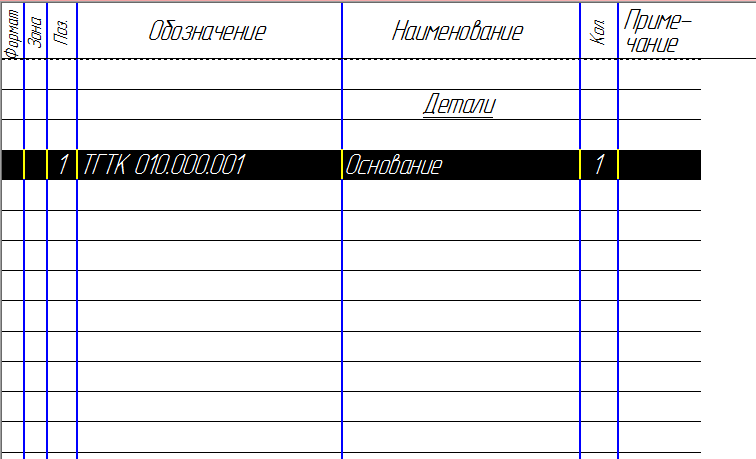 Формат Зона Поз. Обозначение Наименование Кол. Приме-
чание
Детали
1 ТГТК 010.000.001 Основание 1